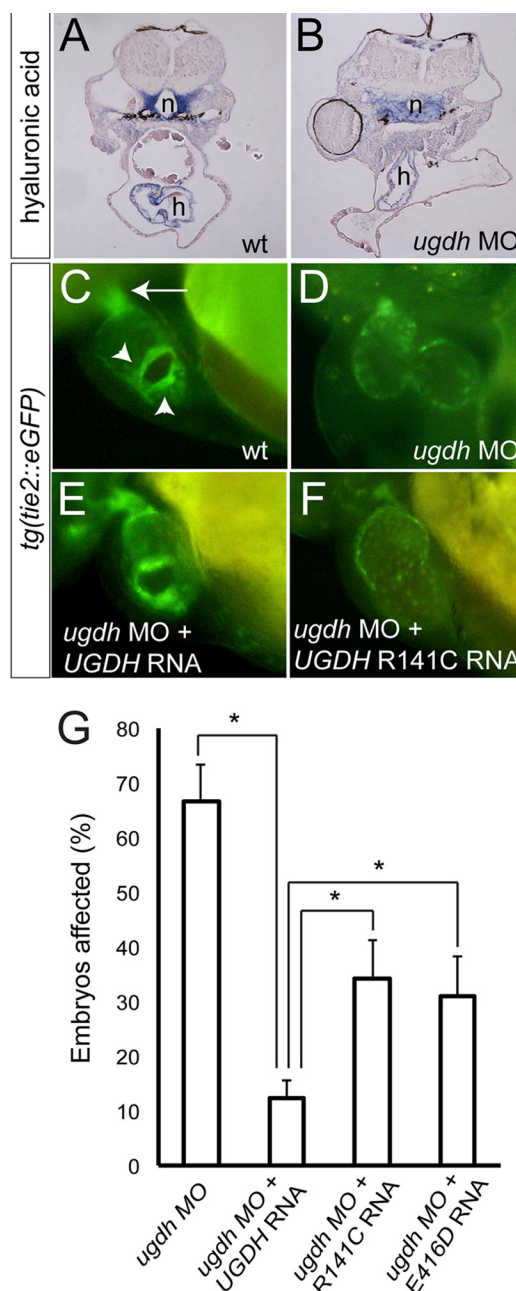 hyaluronic acid
A
n
h
wt
B
n
h
ugdh MO
tg(tie2::eGFP)
C
wt
D
ugdh MO
E
ugdh MO +
UGDH RNA
F
ugdh MO +
UGDH R141C RNA
G
Embryos affected (%)
80
70
60
50
40
30
20
10
0
*
*
*
ugdh MO
ugdh MO +
UGDH RNA
ugdh MO +
R141C RNA
ugdh MO +
E416D RNA